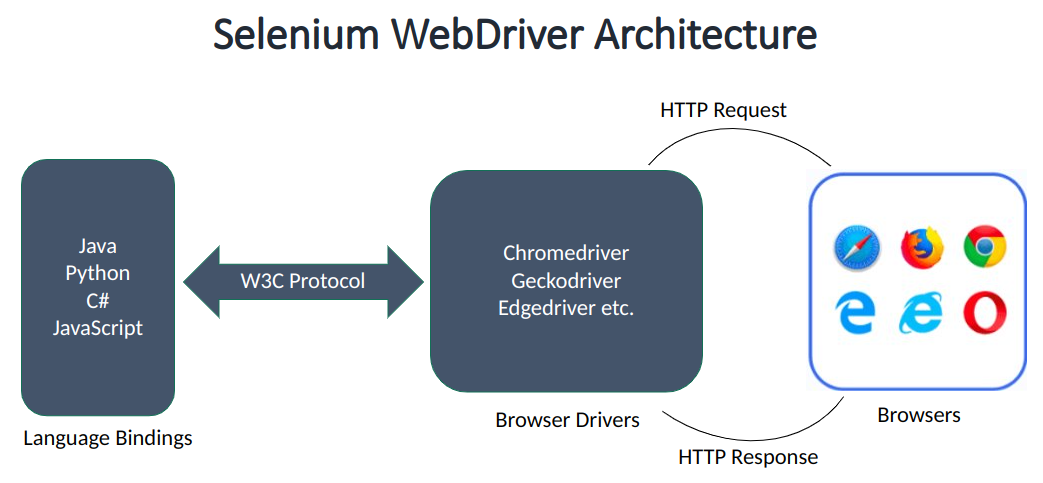 Selenium WebDriver Architecture
HTTP Request
Java
Python
C#
JavaScript
W3C Protocol
Chromedriver
Geckodriver
Edgedriver etc.
Language Bindings
Browser Drivers
Browsers
HTTP Response